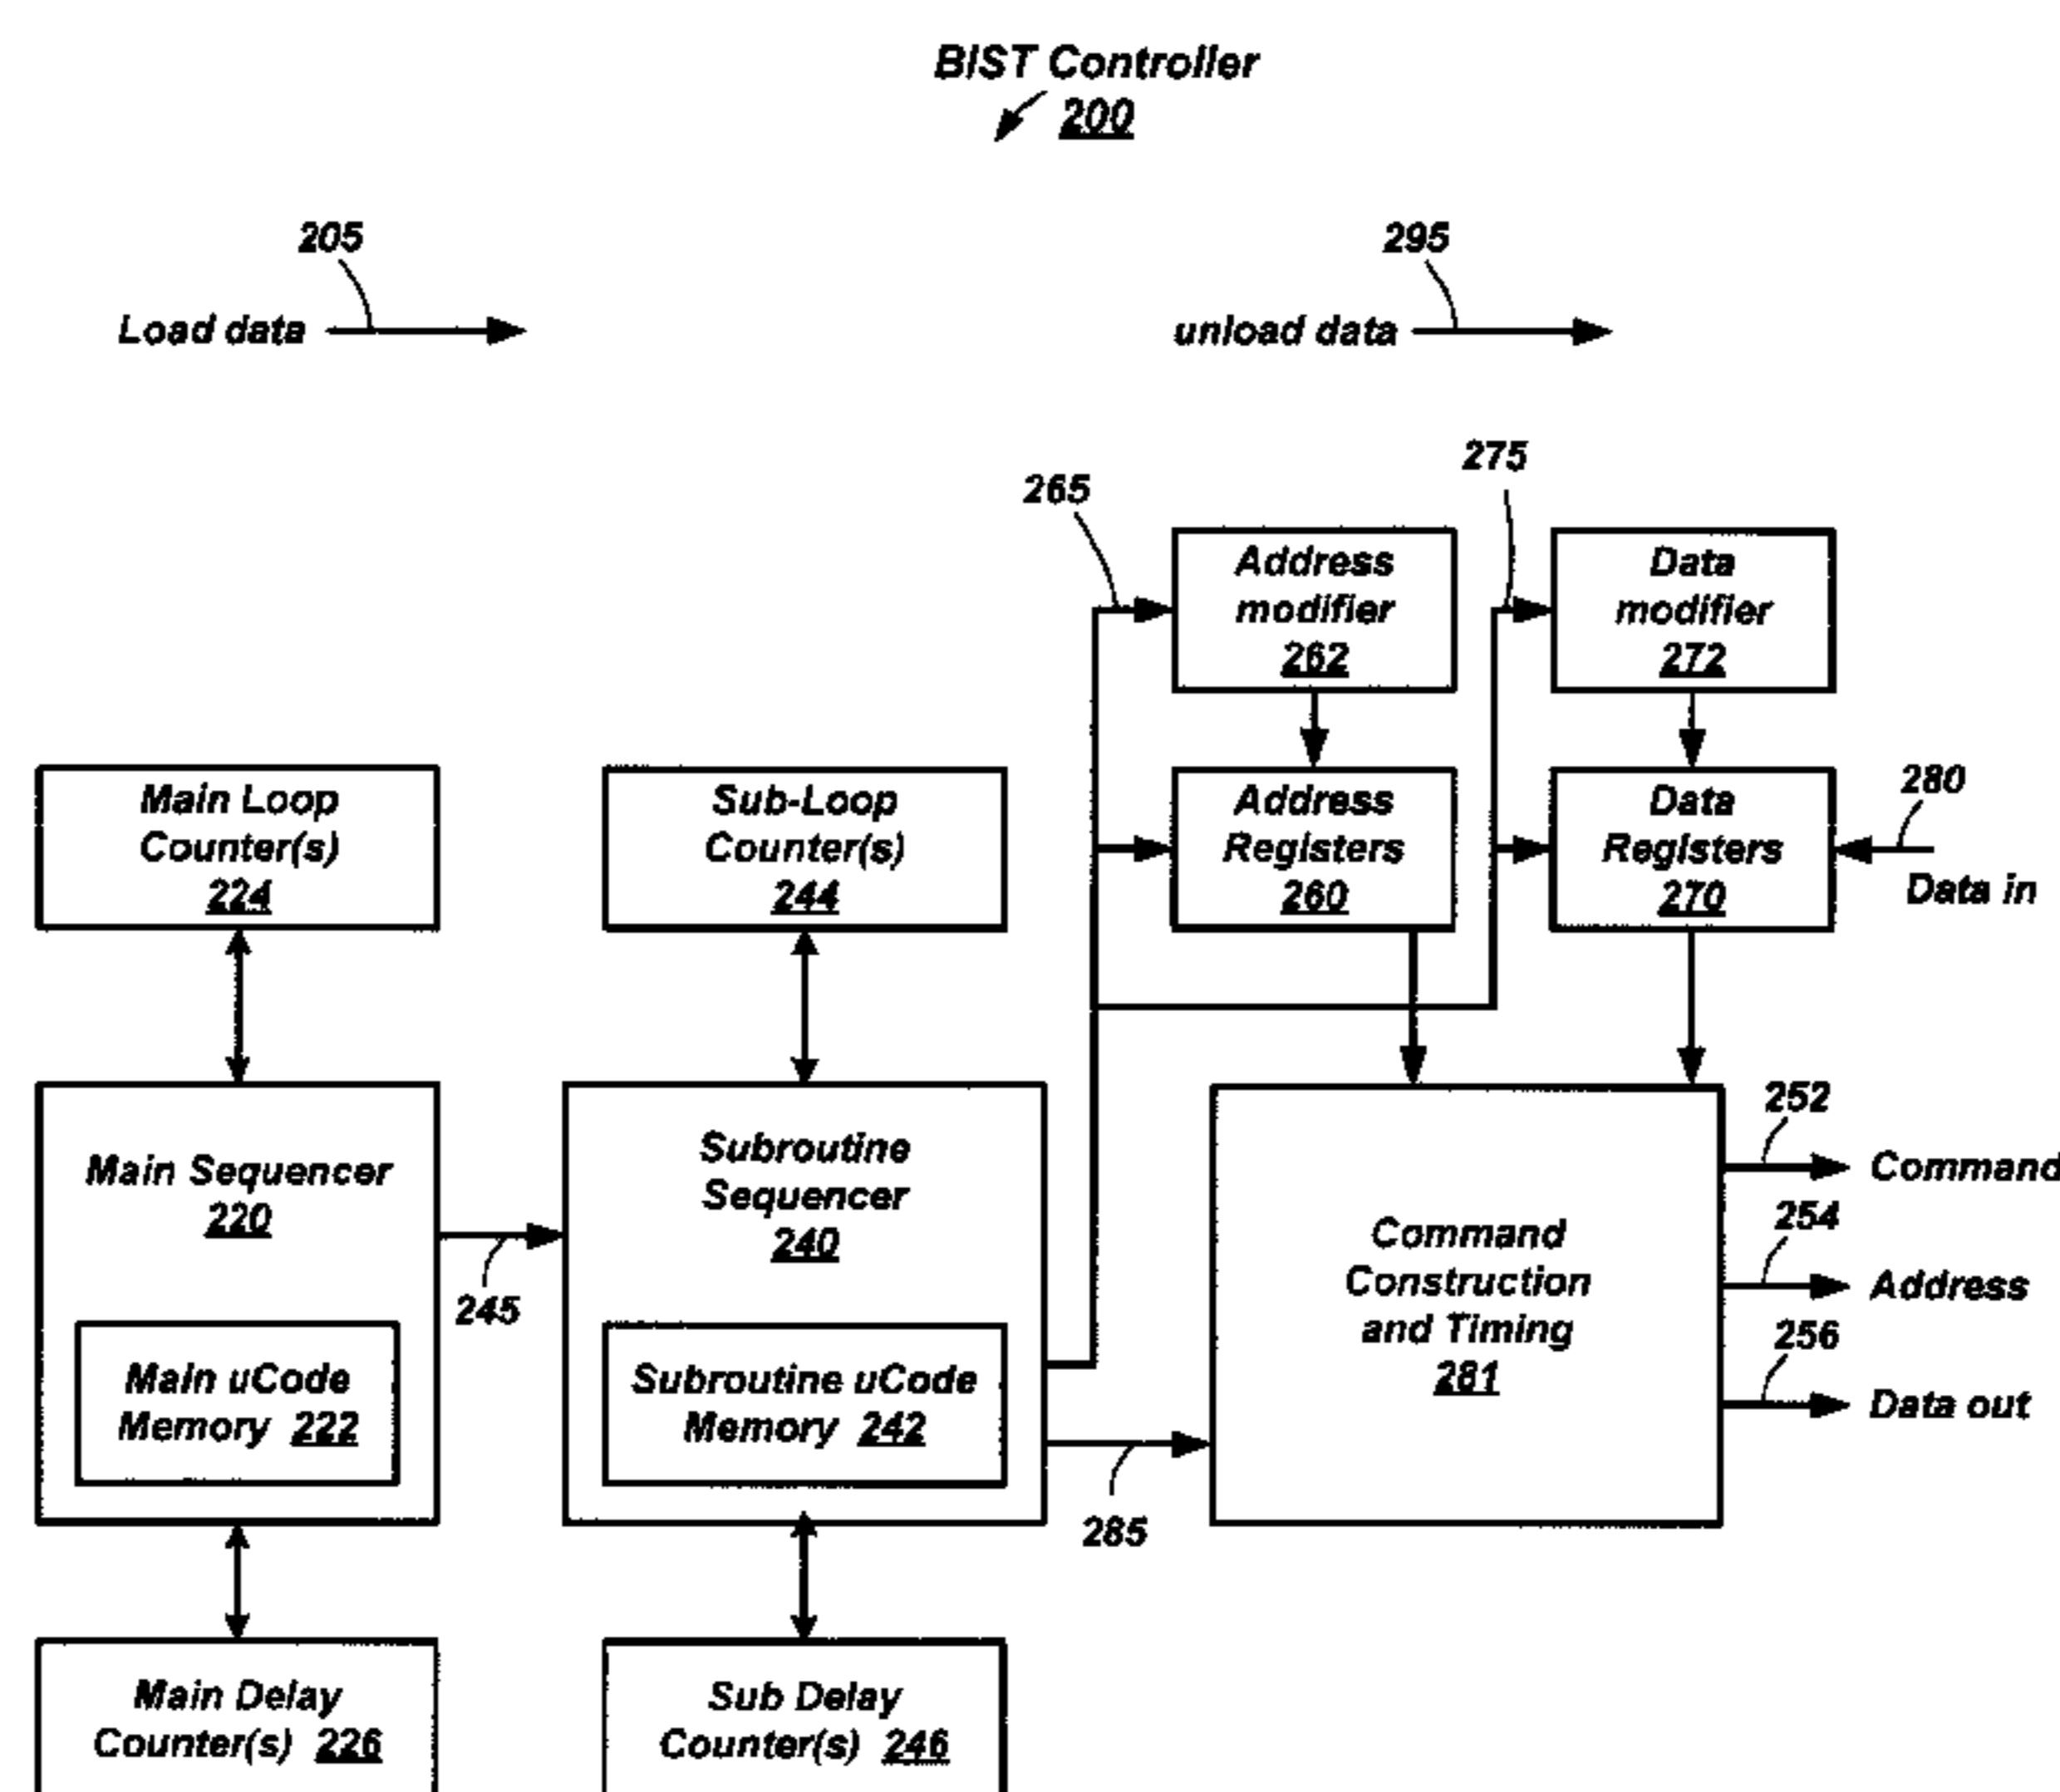 BIST Controller
200
205
295
Load data
unload data
265
275
Address
modifier
262
Data
modifier
272
Main Loop
Counter(s)
224
Sub-Loop
Counter(s)
244
Address
Registers
260
Data
Registers
270
280
Data in
Main Sequencer
220
Main uCode
Memory 222
245
Subroutine
Sequencer
240
Subroutine uCode
Memory 242
285
Command
Construction
and Timing
281
252
Command
254
Address
256
Data out
Main Delay
Counter(s) 226
Sub Delay
Counter(s) 246